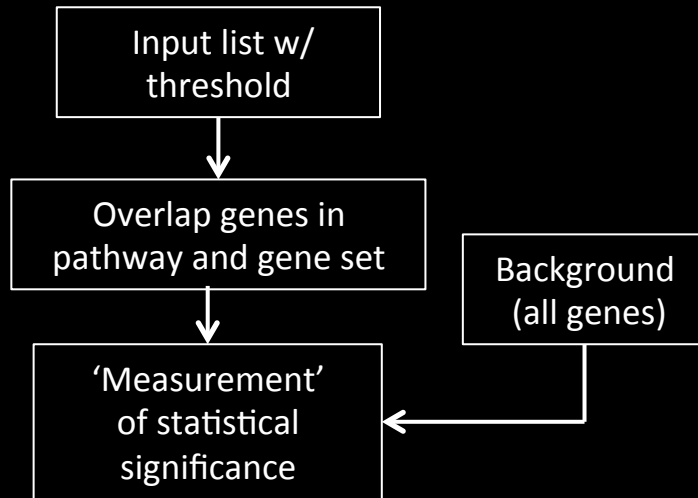 Input list w/
threshold
Overlap genes in
pathway and gene set
Background
(all genes)
‘Measurement’
of statistical
significance